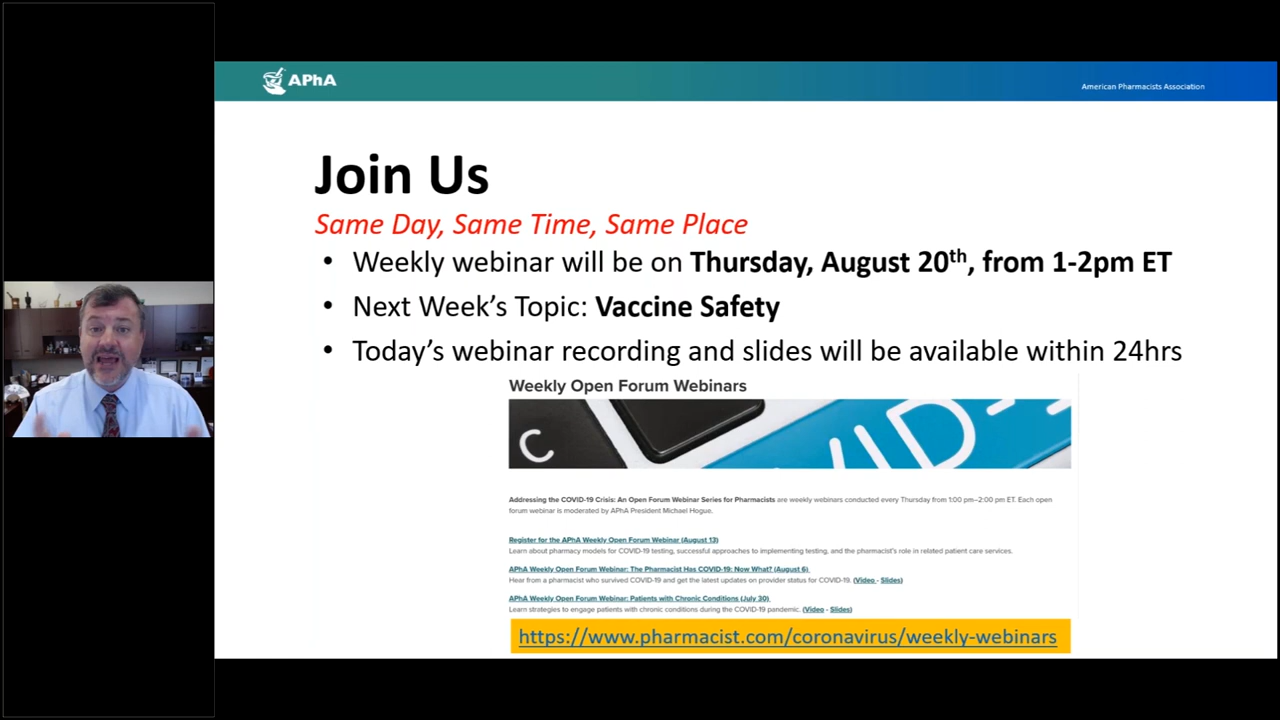 APhA
American Pharmacists Association
Join Us
Same Day, Same Time, Same Place
• Weekly webinar will be on Thursday, August 20th, from 1-2pm ET
• Next Week's Topic: Vaccine Safety
• Today's webinar recording and slides will be available within 24hrs
Weekly Open Forum Webinars
C
VID-
Addressing the COVID-19 Crisis: An Open Forum Webinar Series for Pharmacists are weekly webinars conducted every Thursday from 1:00 pm–2:00 pm ET. Each open
forum webinar is moderated by APhA President Michael Hogue.
Register for the APhA Weekly Open Forum Webinar (August 13)
Learn about pharmacy models for COVID-19 testing, successful approaches to implementing testing, and the pharmacist's role in related patient care services.
APhA Weekly Open Forum Webinar: The Pharmacist Has COVID-19: Now What? (August 6)
Hear from a pharmacist who survived COVID-19 and get the latest updates on provider status for COVID-19. (Video - Slides)
APhA Weekly Open Forum Webinar: Patients with Chronic Conditions (July 30)
Learn strategies to engage patients with chronic conditions during the COVID-19 pandemic. (Video - Slides)
https://www.pharmacist.com/coronavirus/weekly-webinars